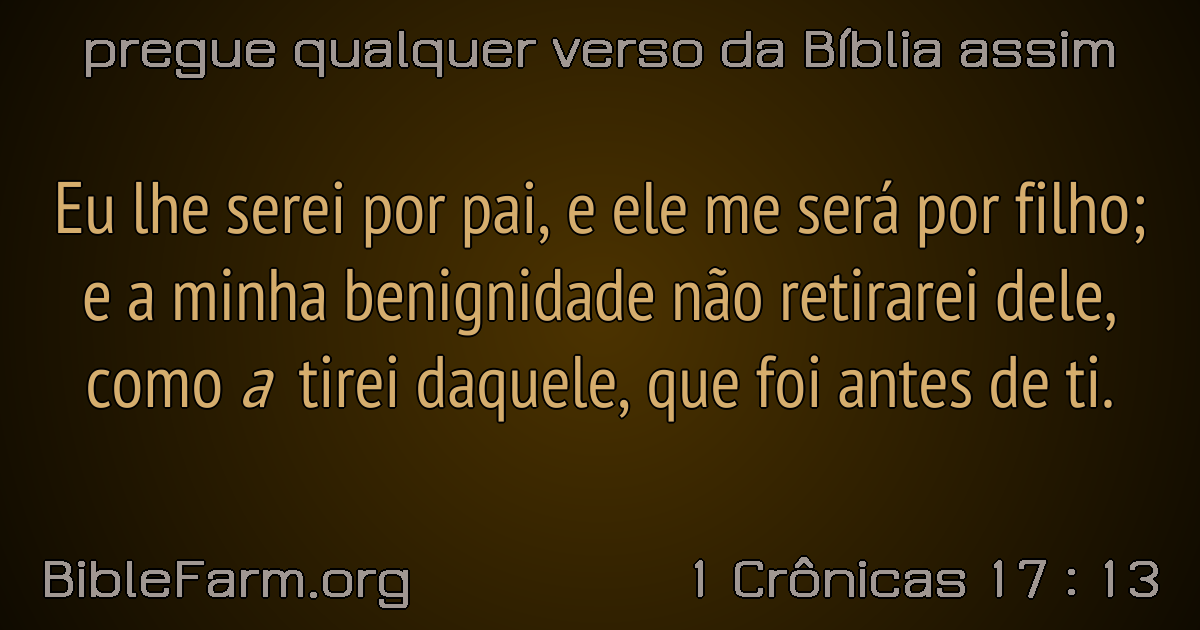 pregue qualquer verso da Bíblia assim
Eu lhe serei por pai, e ele me será por filho;
e a minha benignidade não retirarei dele,
como a tirei daquele, que foi antes de ti.
BibleFarm.org
1 Crônicas 17 : 13